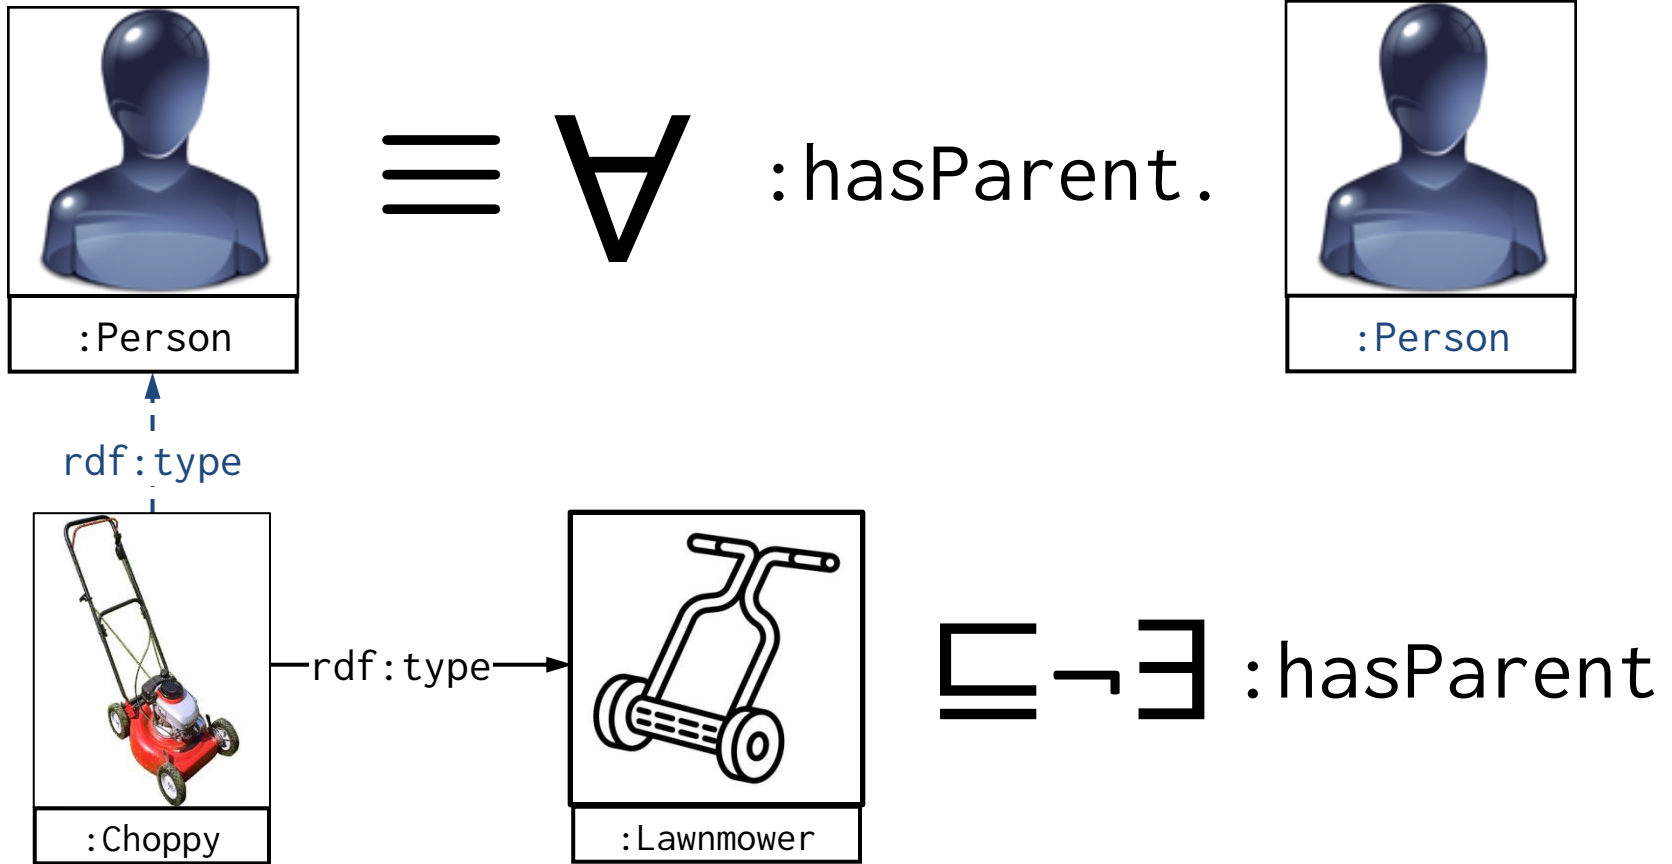 ≡ ∀ :hasParent.
:Person
:Person
rdf:type
rdf:type
⊑¬∃ :hasParent
:Choppy
:Lawnmower